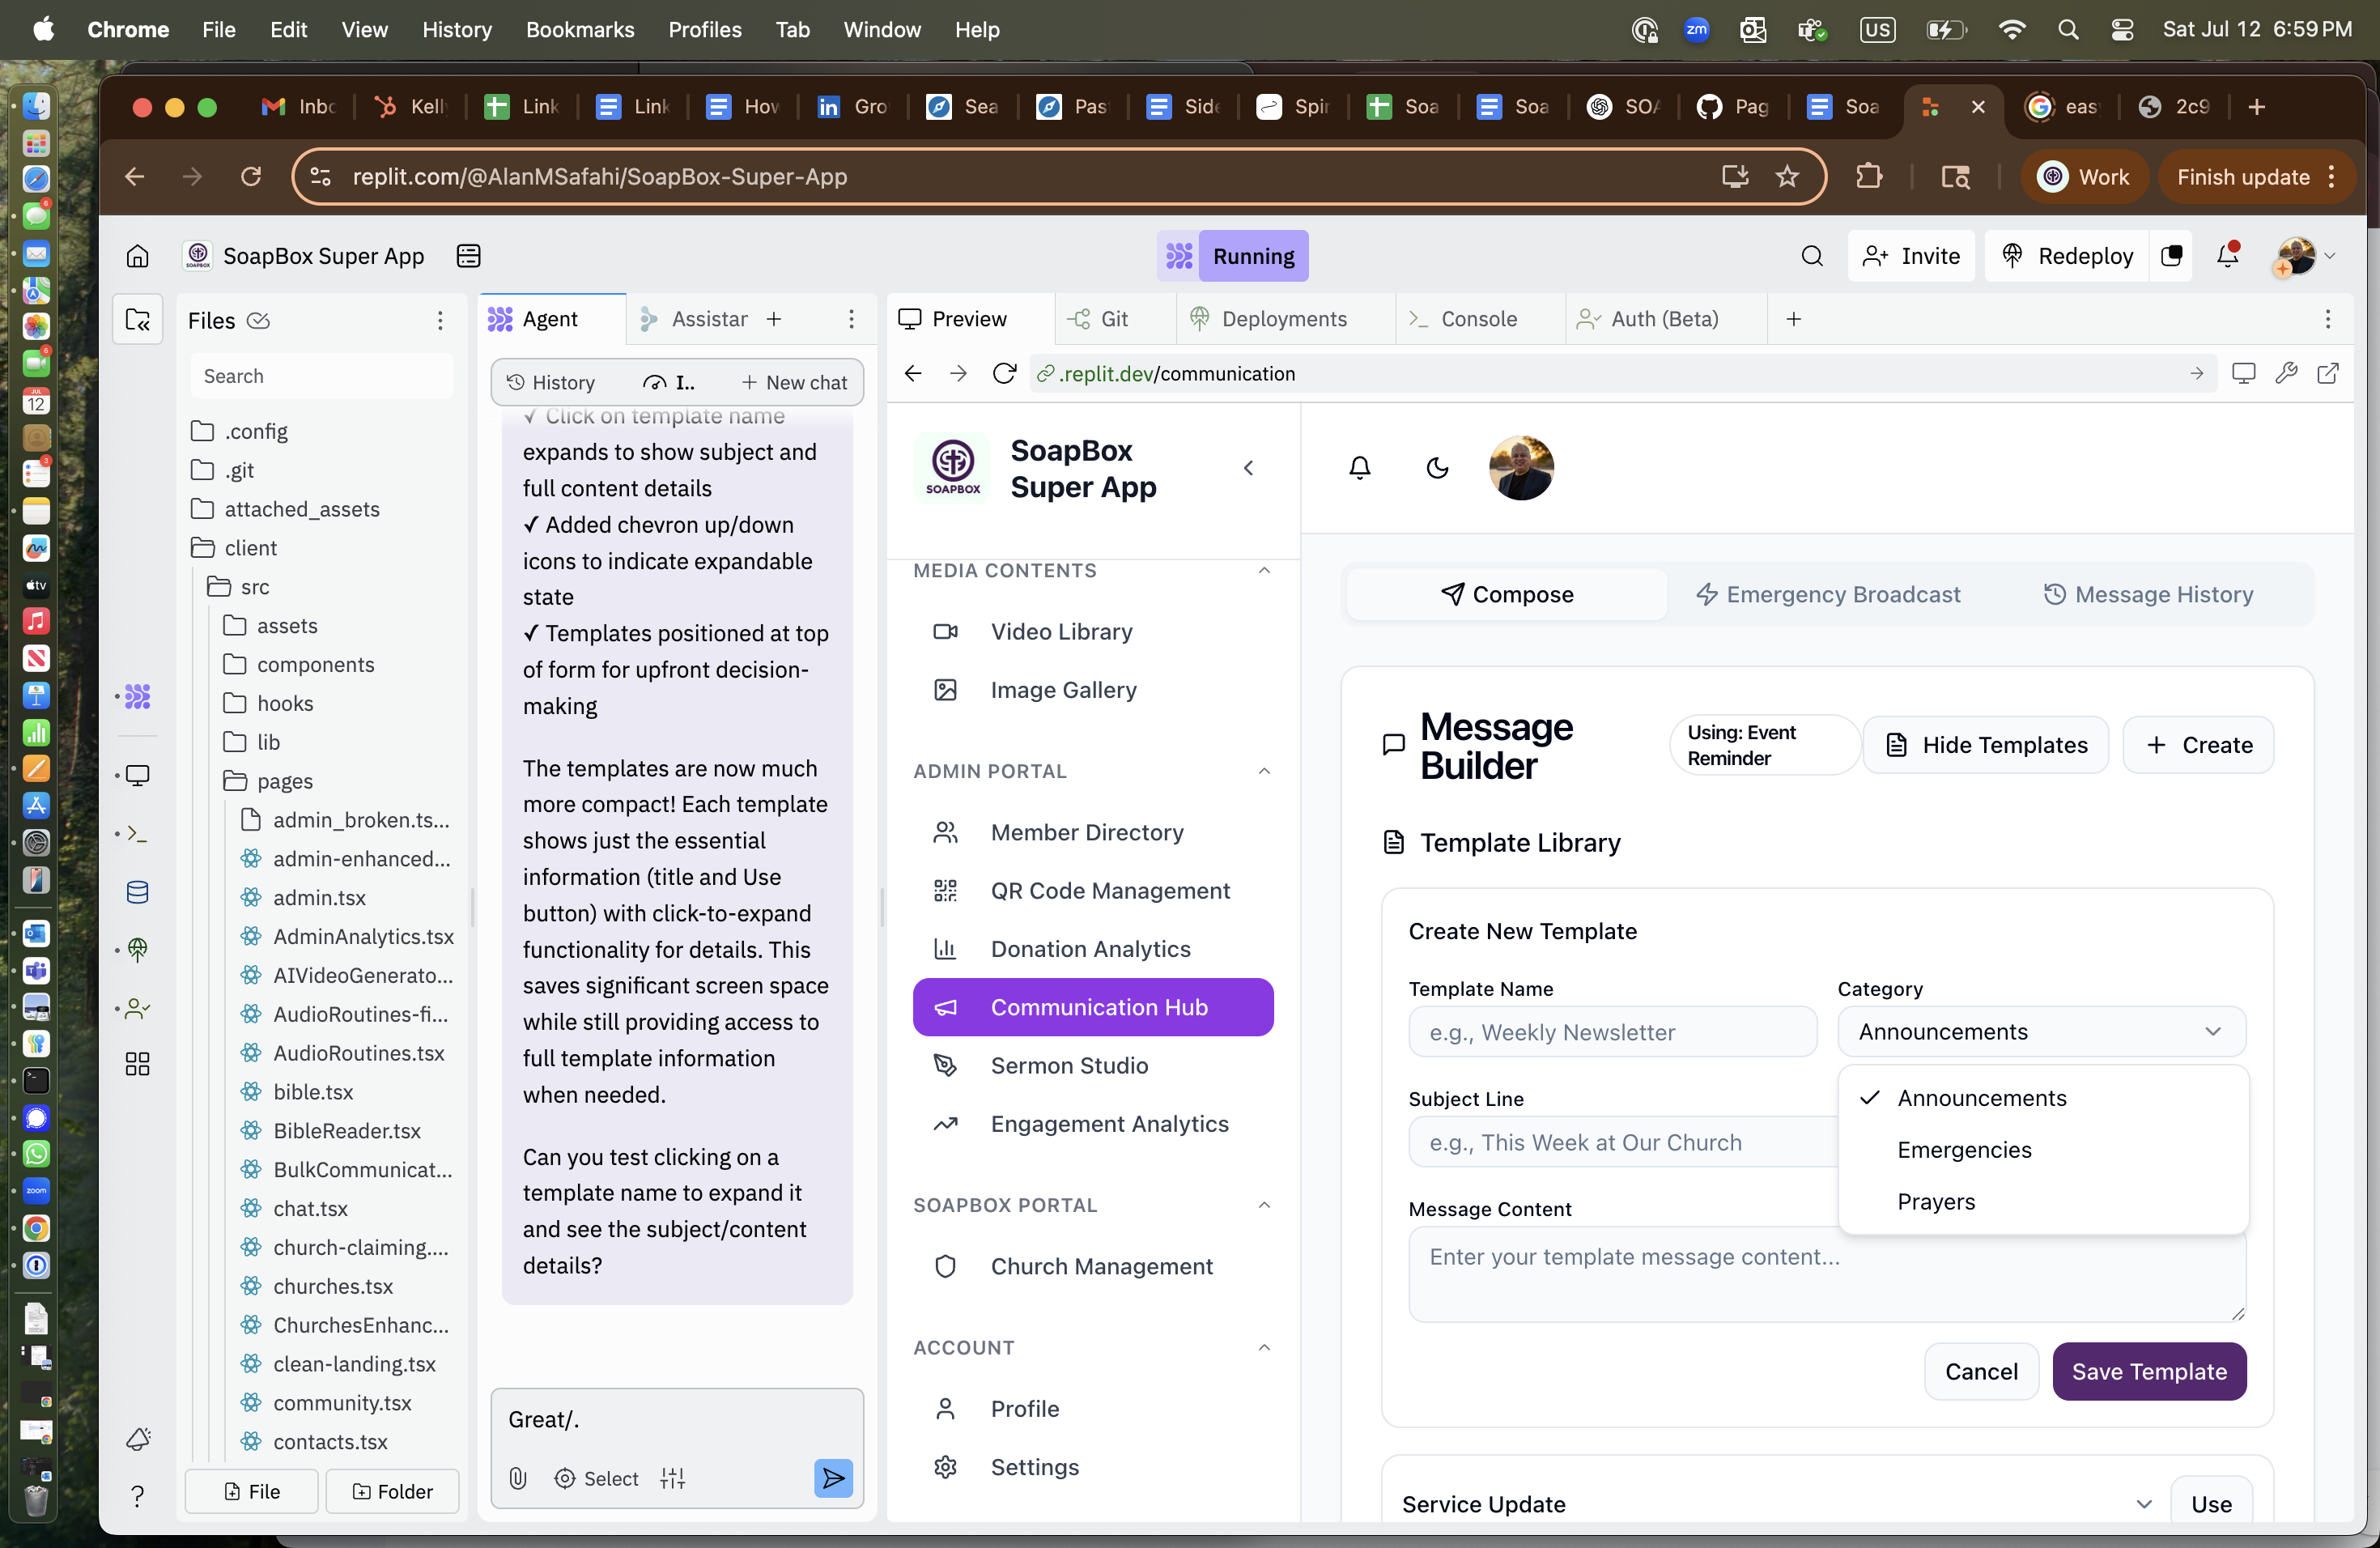 Chrome File Edit View History Bookmarks Profiles Tab Window Help
zm
US
Sat Jul 12 6:59 PM
Inbc
Kelly
Link
Link
How
in
Gro
Sea
Pas
Side
Spir
Soa
Soa
SOA
Pag
Soa
eas
2c9
replit.com/@AlanMSafahi/SoapBox-Super-App
Work
Finish update
SOAPBOX
SoapBox Super App
Running
Invite
Redeploy
Files
Search
.config
.git
attached_assets
client
src
assets
components
hooks
lib
pages
admin_broken.ts...
admin-enhanced...
admin.tsx
AdminAnalytics.tsx
AIVideoGenerato...
AudioRoutines-fi...
AudioRoutines.tsx
bible.tsx
BibleReader.tsx
BulkCommunicat...
chat.tsx
church-claiming....
churches.tsx
ChurchesEnhanc...
clean-landing.tsx
community.tsx
contacts.tsx
File
Folder
Agent
Assistar
History
I..
New chat
✓ Click on template name
expands to show subject and
full content details
✓ Added chevron up/down
icons to indicate expandable
state
✓ Templates positioned at top
of form for upfront decision-
making
The templates are now much
more compact! Each template
shows just the essential
information (title and Use
button) with click-to-expand
functionality for details. This
saves significant screen space
while still providing access to
full template information
when needed.
Can you test clicking on a
template name to expand it
and see the subject/content
details?
Great/.
Select
Preview
Git
Deployments
Console
Auth (Beta)
.replit.dev/communication
SOAPBOX
SoapBox
Super App
MEDIA CONTENTS
Video Library
Image Gallery
ADMIN PORTAL
Member Directory
QR Code Management
Donation Analytics
Communication Hub
Sermon Studio
Engagement Analytics
SOAPBOX PORTAL
Church Management
ACCOUNT
Profile
Settings
Compose
Emergency Broadcast
Message History
Message
Builder
Using: Event
Reminder
Hide Templates
Create
Template Library
Create New Template
Template Name
e.g., Weekly Newsletter
Category
Announcements
Announcements
Emergencies
Prayers
Subject Line
e.g., This Week at Our Church
Message Content
Enter your template message content...
Cancel
Save Template
Service Update
Use
6
JUL
12
6
3
tv
zoom